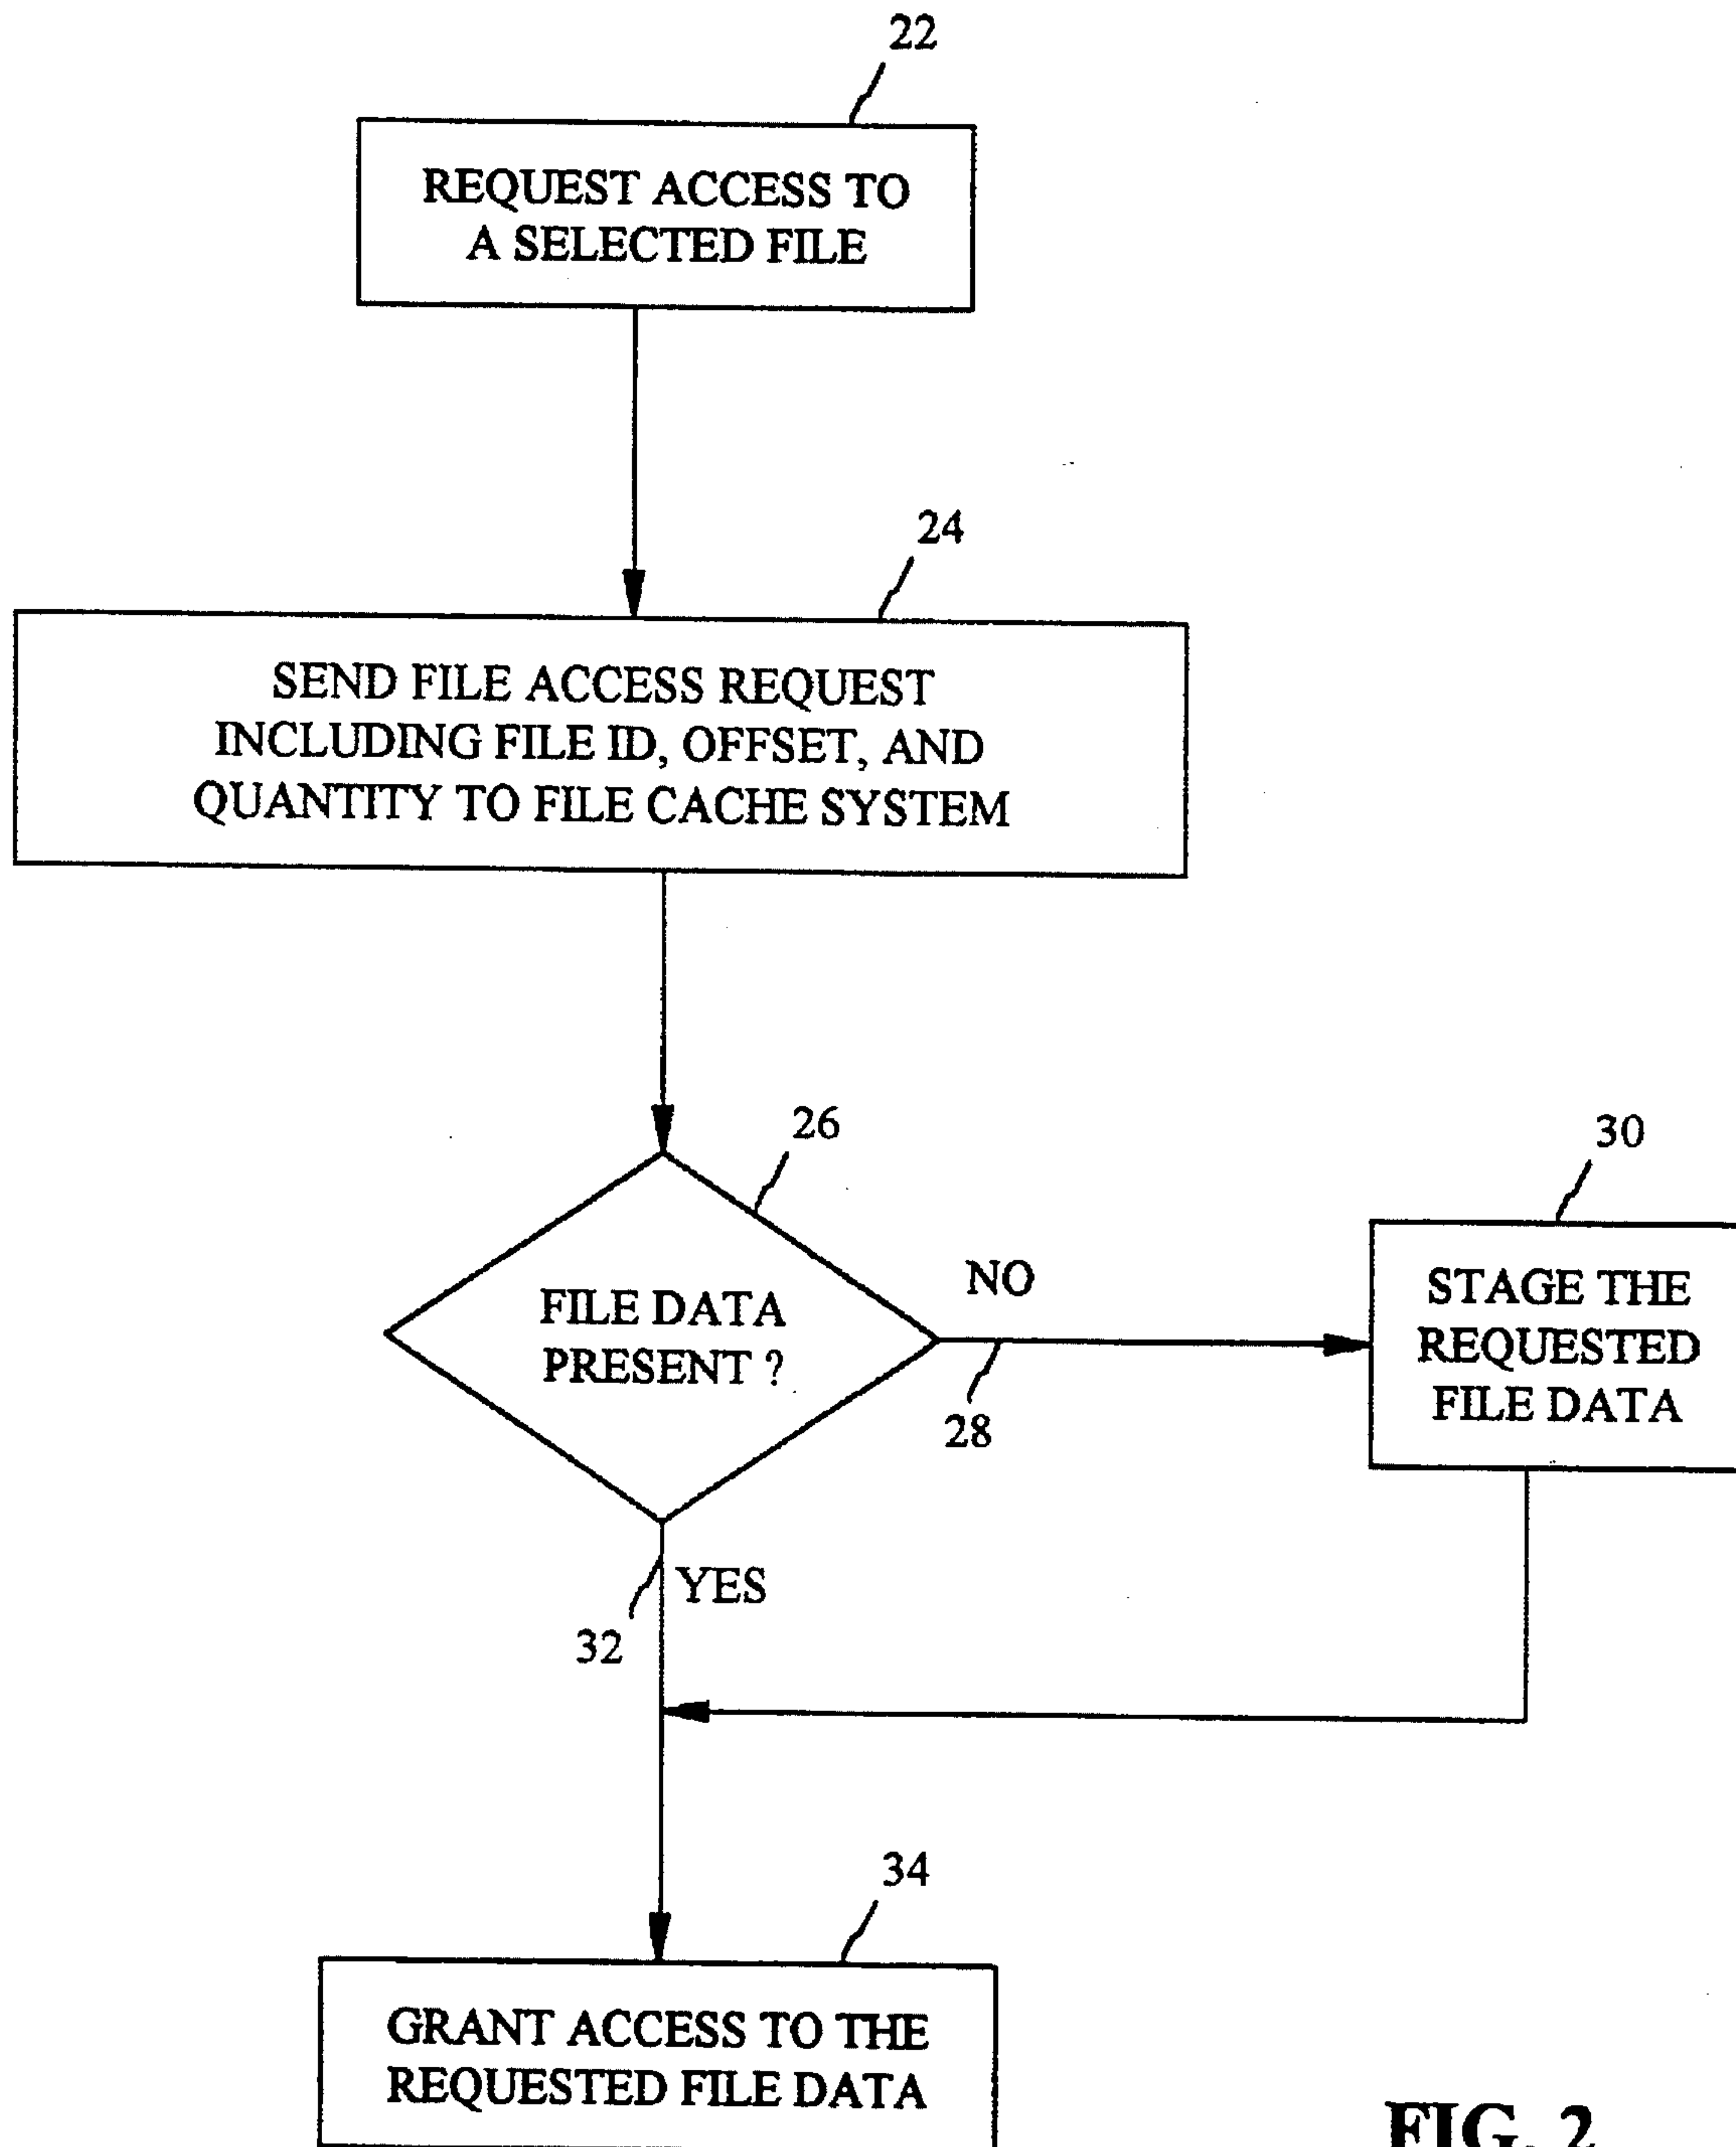 22
REQUEST ACCESS TO
A SELECTED FILE
24
SEND FILE ACCESS REQUEST
INCLUDING FILE ID, OFFSET, AND
QUANTITY TO FILE CACHE SYSTEM
26
FILE DATA
PRESENT ?
NO
28
30
STAGE THE
REQUESTED
FILE DATA
YES
32
34
GRANT ACCESS TO THE
REQUESTED FILE DATA
FIG. 2